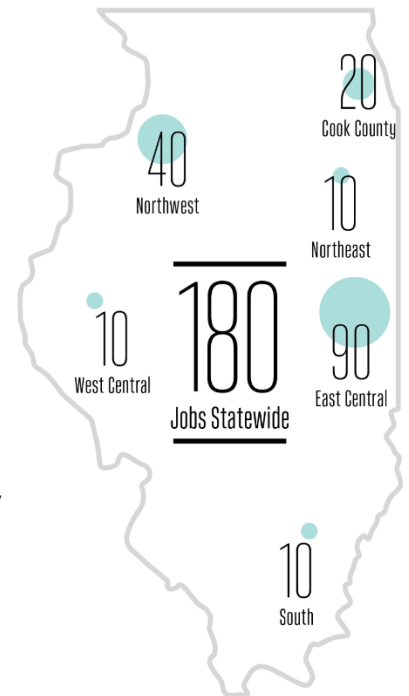 20
Cook County
40
Northwest
10
Northeast
180
Jobs Statewide
10
West Central
90
East Central
10
South